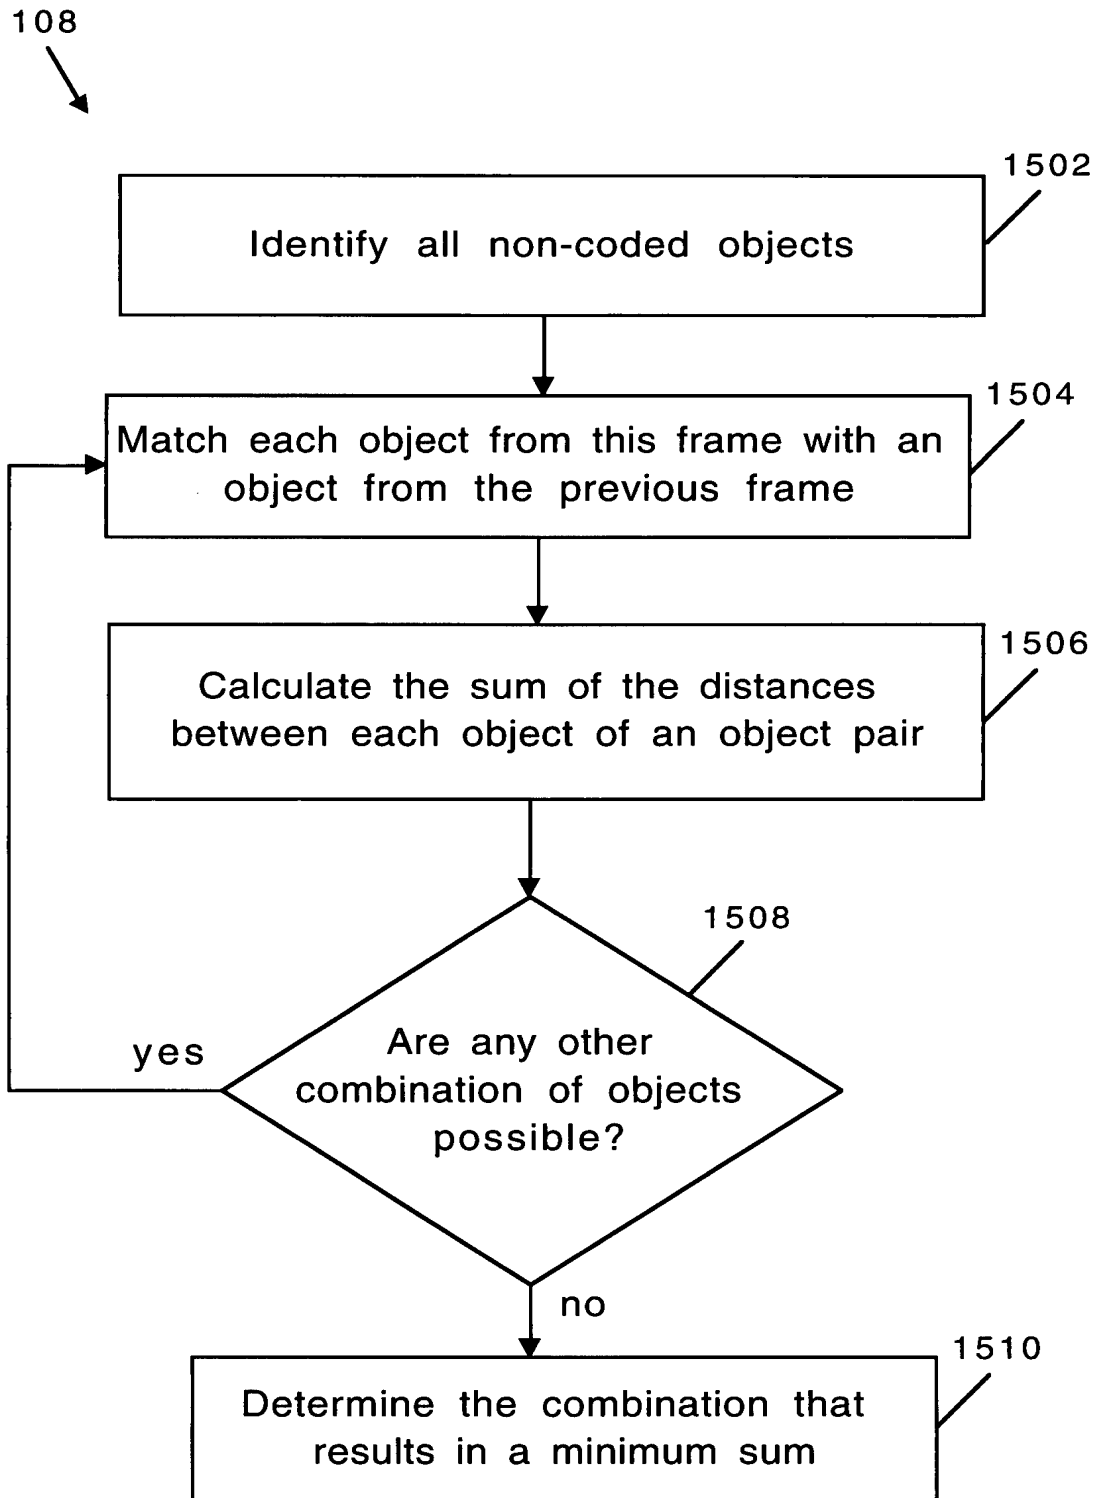 108
1502
Identify all non-coded objects
1504
Match each object from this frame with an
object from the previous frame
1506
Calculate the sum of the distances
between each object of an object pair
1508
Are any other
combination of objects
possible?
yes
no
1510
Determine the combination that
results in a minimum sum